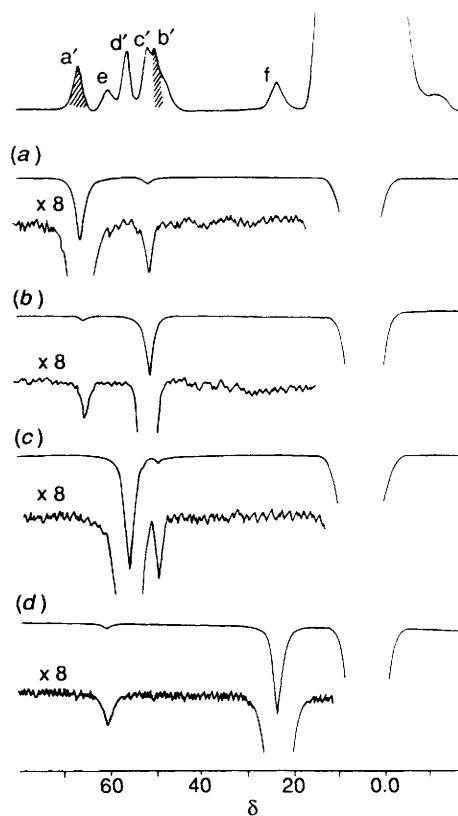 a′ e d′ c′ b′ f
(a)
x 8
(b)
x 8
(c)
x 8
(d)
x 8
60 40 20 0.0
δ